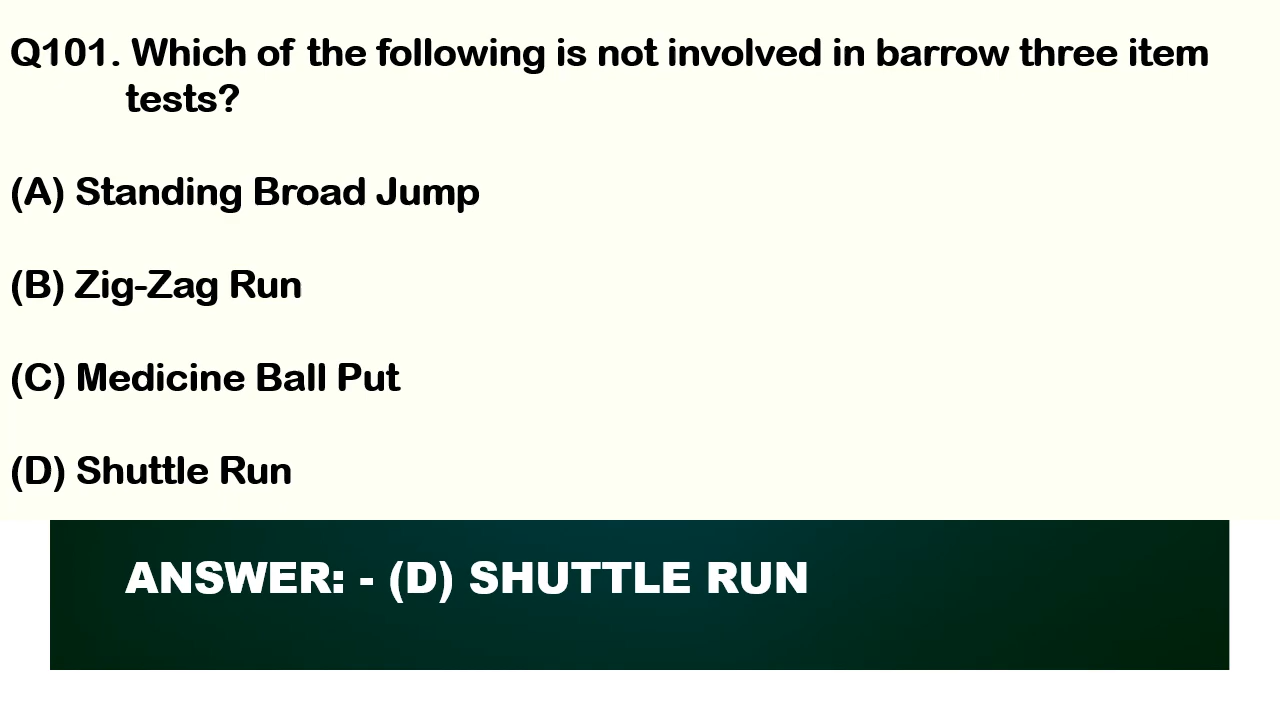 Q101. Which of the following is not involved in barrow three item
tests?
(A) Standing Broad Jump
(B) Zig-Zag Run
(C) Medicine Ball Put
(D) Shuttle Run
ANSWER: - (D) SHUTTLE RUN